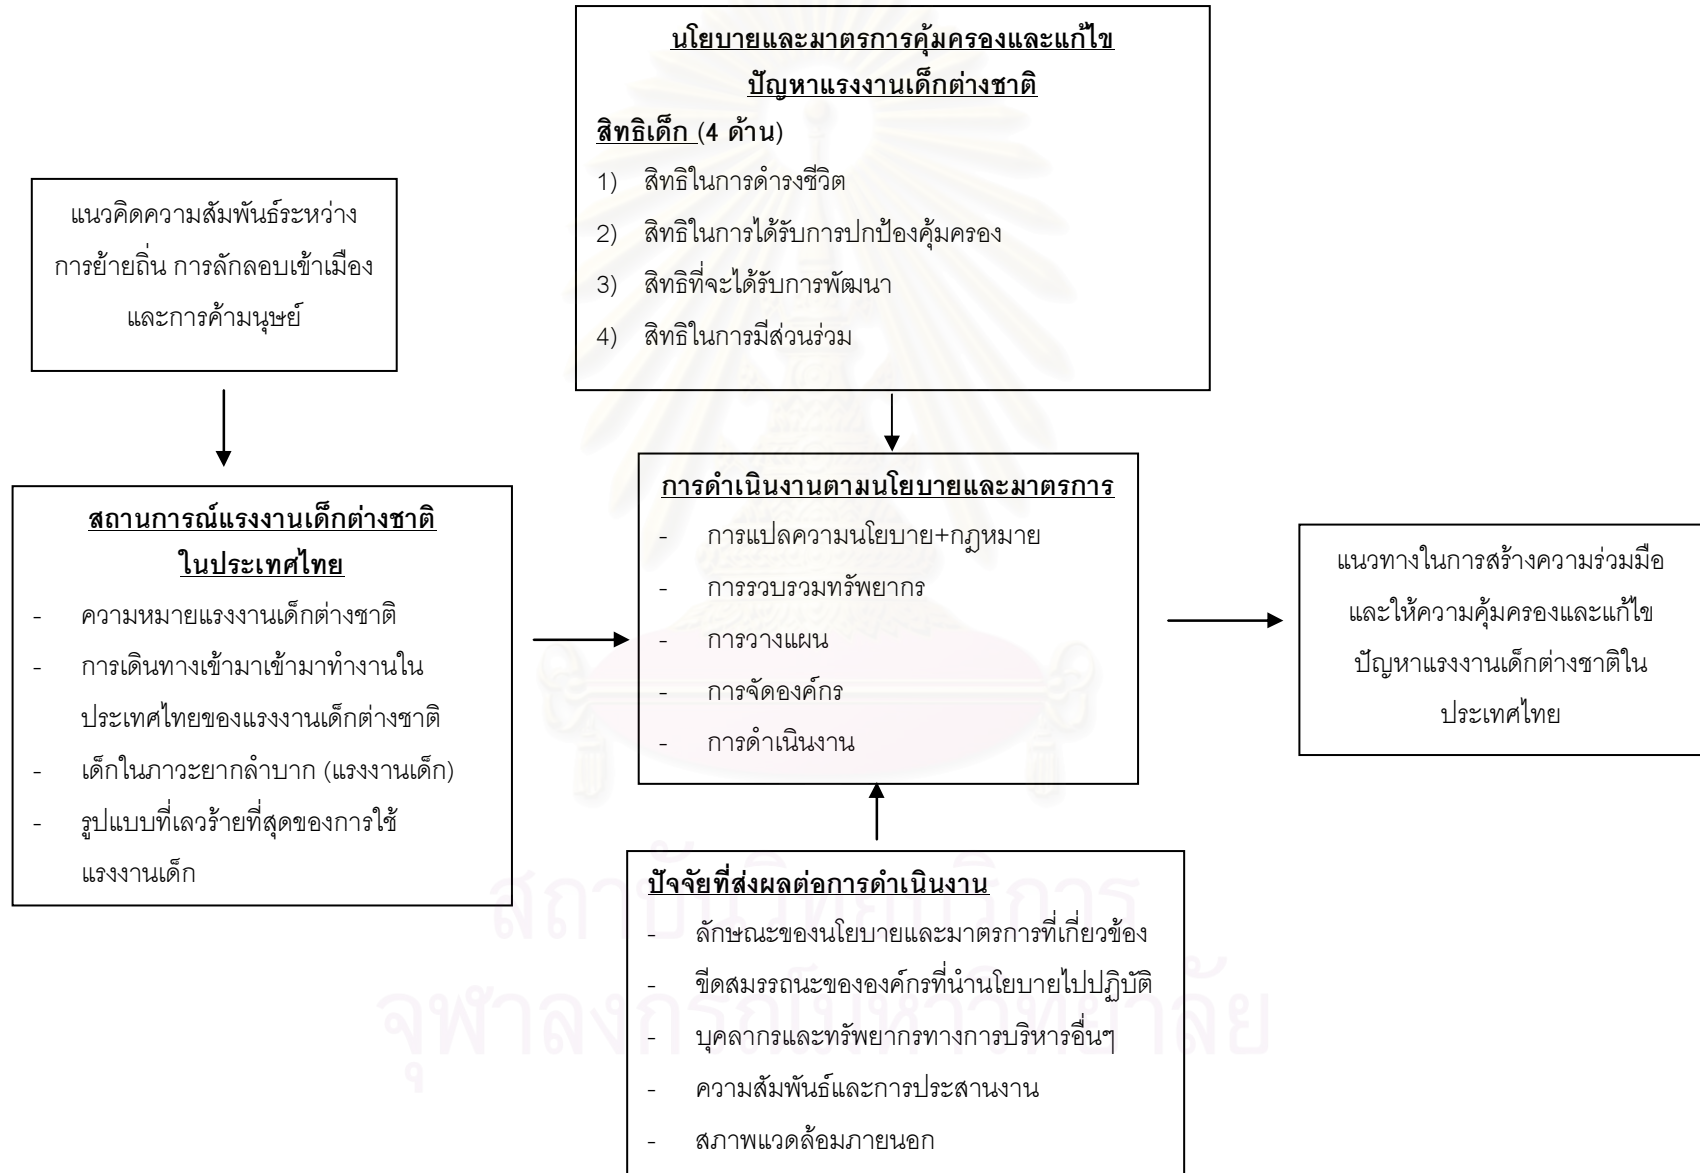 นโยบายและมาตรการคุ้มครองและแก้ไข
ปัญหาแรงงานเด็กต่างชาติ
สิทธิเด็ก (4 ด้าน)
1) สิทธิในการดำรงชีวิต
2) สิทธิในการได้รับการปกป้องคุ้มครอง
3) สิทธิที่จะได้รับการพัฒนา
4) สิทธิในการมีส่วนร่วม
แนวคิดความสัมพันธ์ระหว่าง
การย้ายถิ่น การลักลอบเข้าเมือง
และการค้ามนุษย์
สถานการณ์แรงงานเด็กต่างชาติ
ในประเทศไทย
- ความหมายแรงงานเด็กต่างชาติ
- การเดินทางเข้ามาเข้ามาทำงานใน
ประเทศไทยของแรงงานเด็กต่างชาติ
- เด็กในภาวะยากลำบาก (แรงงานเด็ก)
- รูปแบบที่เลวร้ายที่สุดของการใช้
แรงงานเด็ก
การดำเนินงานตามนโยบายและมาตรการ
- การแปลความนโยบาย+กฎหมาย
- การรวบรวมทรัพยากร
- การวางแผน
- การจัดองค์กร
- การดำเนินงาน
แนวทางในการสร้างความร่วมมือ
และให้ความคุ้มครองและแก้ไข
ปัญหาแรงงานเด็กต่างชาติใน
ประเทศไทย
ปัจจัยที่ส่งผลต่อการดำเนินงาน
- ลักษณะของนโยบายและมาตรการที่เกี่ยวข้อง
- ขีดสมรรถนะขององค์กรที่นำนโยบายไปปฏิบัติ
- บุคลากรและทรัพยากรทางการบริหารอื่นๆ
- ความสัมพันธ์และการประสานงาน
- สภาพแวดล้อมภายนอก
สถาบันวิทยบริการ
จุฬาลงกรณ์มหาวิทยาลัย